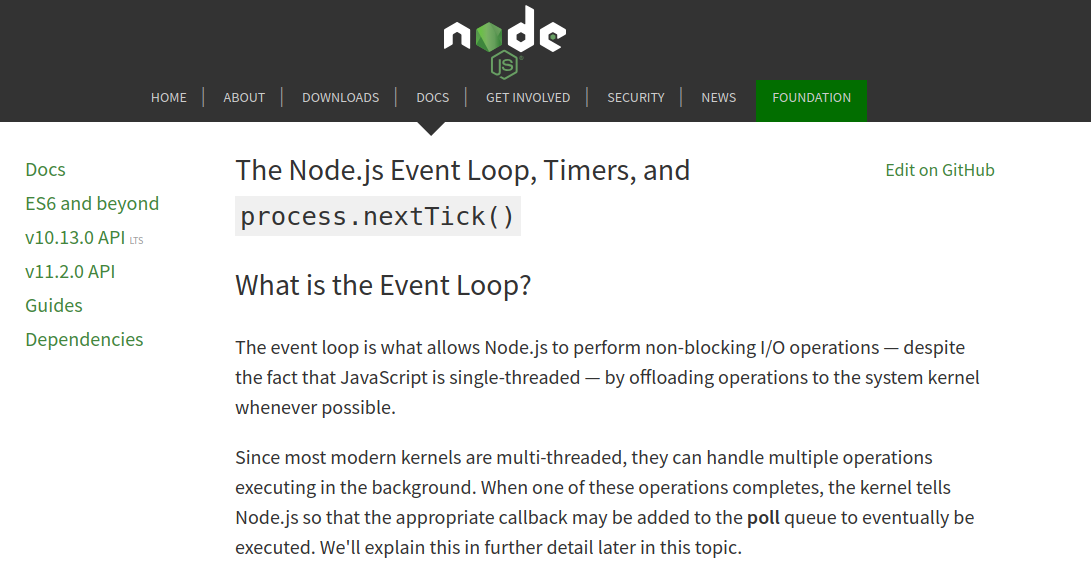 node
JS
HOME
ABOUT
DOWNLOADS
DOCS
GET INVOLVED
SECURITY
NEWS
FOUNDATION
Docs
ES6 and beyond
v10.13.0 API LTS
v11.2.0 API
Guides
Dependencies
The Node.js Event Loop, Timers, and
process.nextTick()
Edit on GitHub
What is the Event Loop?
The event loop is what allows Node.js to perform non-blocking I/O operations — despite
the fact that JavaScript is single-threaded — by offloading operations to the system kernel
whenever possible.
Since most modern kernels are multi-threaded, they can handle multiple operations
executing in the background. When one of these operations completes, the kernel tells
Node.js so that the appropriate callback may be added to the poll queue to eventually be
executed. We'll explain this in further detail later in this topic.